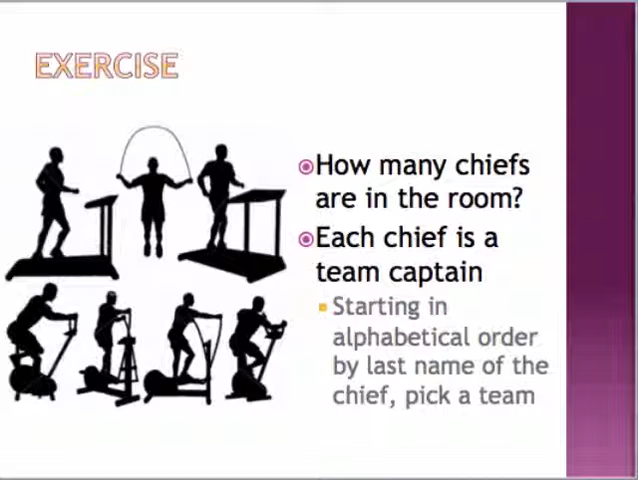 EXERCISE
How many chiefs
are in the room?
Each chief is a
team captain
Starting in
alphabetical order
by last name of the
chief, pick a team